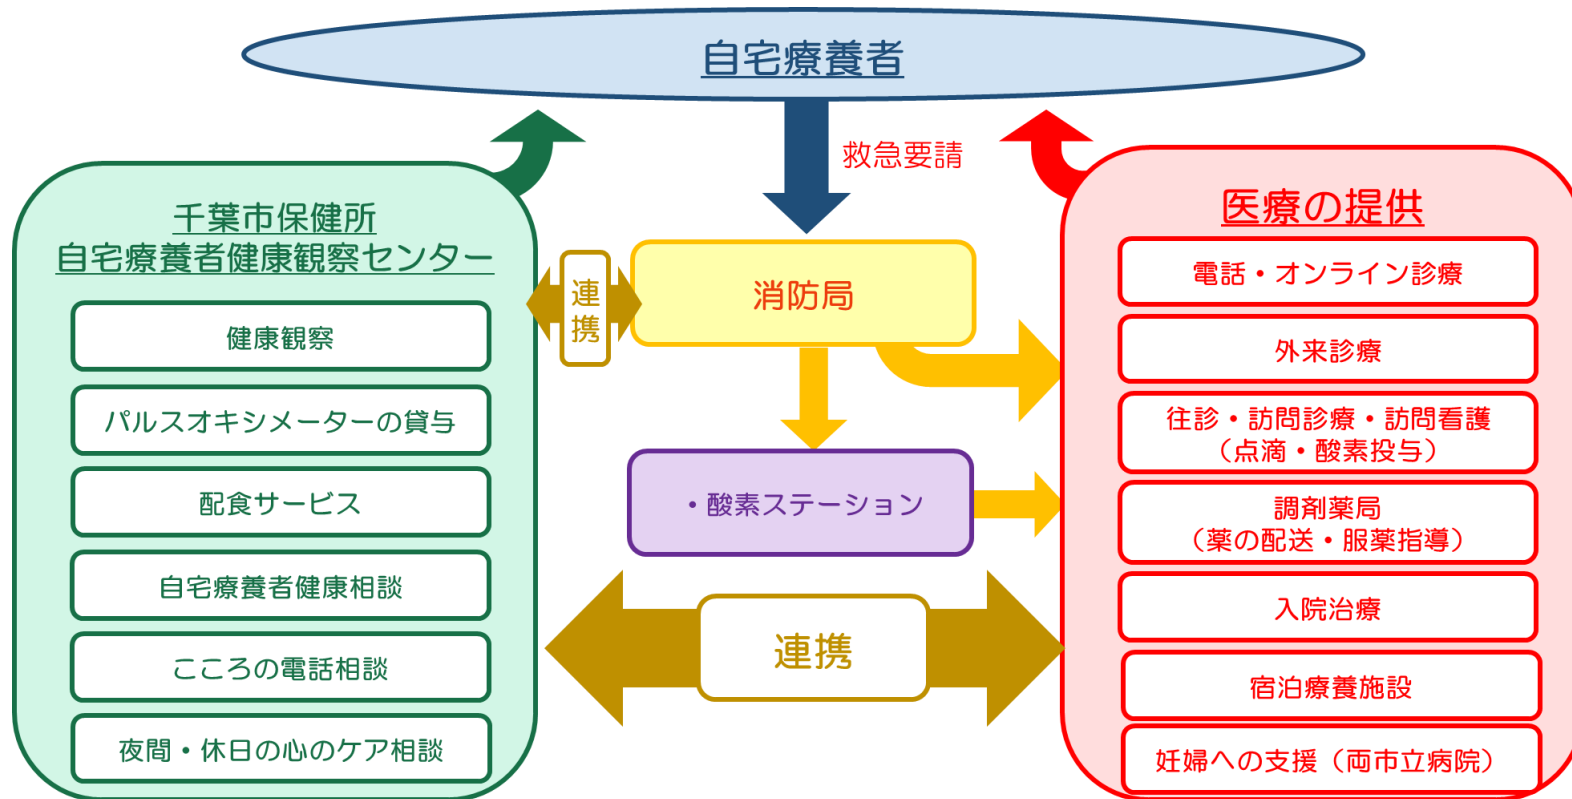 自宅療養者
救急要請
千葉市保健所
自宅療養者健康観察センター
健康観察
パルスオキシメーターの貸与
配食サービス
自宅療養者健康相談
こころの電話相談
夜間・休日の心のケア相談
連
携
消防局
・酸素ステーション
連携
医療の提供
電話・オンライン診療
外来診療
往診・訪問診療・訪問看護
（点滴・酸素投与）
調剤薬局
（薬の配送・服薬指導）
入院治療
宿泊療養施設
妊婦への支援（両市立病院）